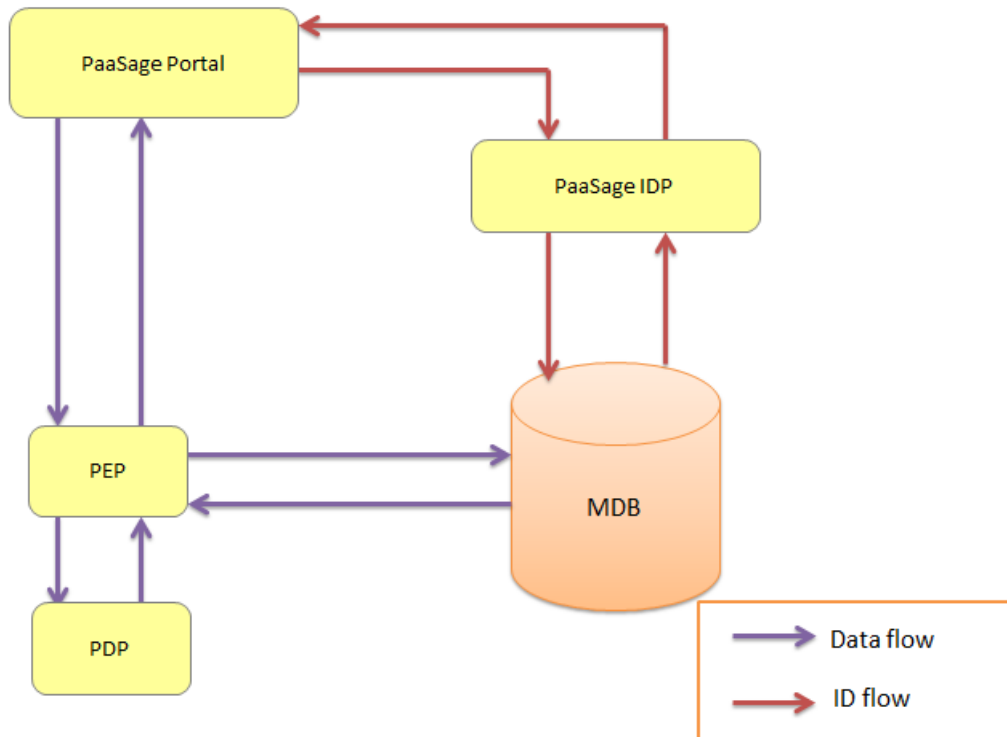 PaaSage Portal
PaaSage IDP
PEP
MDB
PDP
Data flow
ID flow